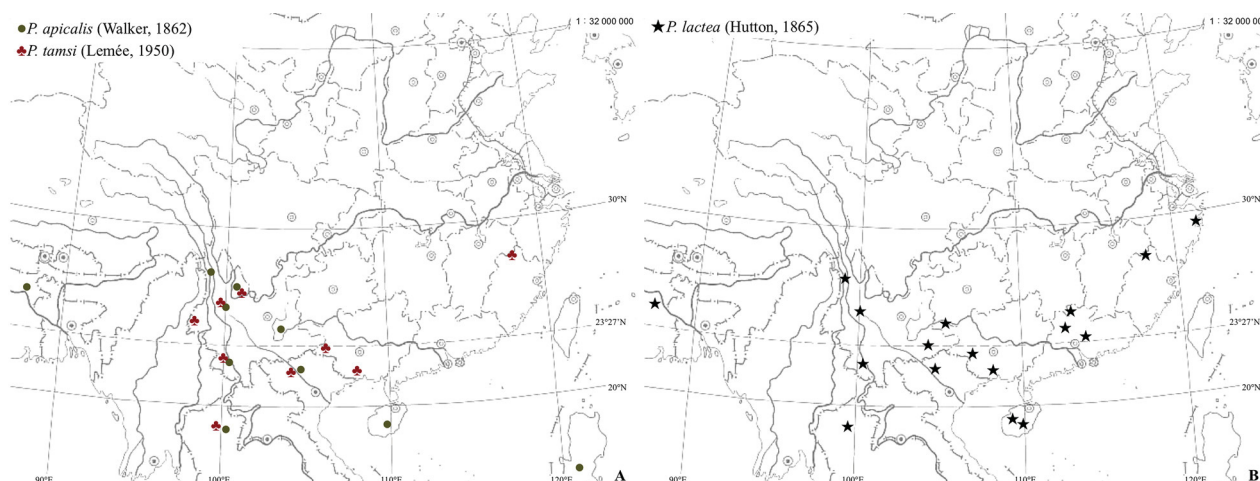 P. apicalis (Walker, 1862)
P. tamsi (Lemée, 1950)
1 : 32 000 000
30°N
23°27'N
20°N
90°E
100°E
110°E
120°E
A
P. lactea (Hutton, 1865)
1 : 32 000 000
30°N
23°27'N
20°N
90°E
100°E
110°E
120°E
B